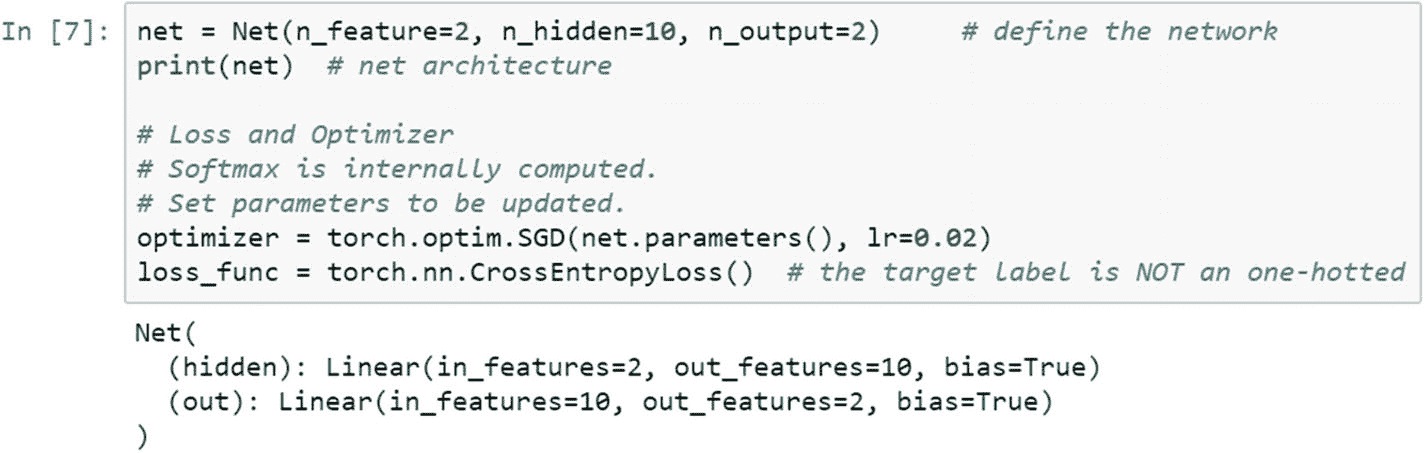 In [7]: net = Net(n_feature=2, n_hidden=10, n_output=2)     # define the network
print(net)  # net architecture

# Loss and Optimizer
# Softmax is internally computed.
# Set parameters to be updated.
optimizer = torch.optim.SGD(net.parameters(), lr=0.02)
loss_func = torch.nn.CrossEntropyLoss()  # the target label is NOT an one-hotted

Net(
  (hidden): Linear(in_features=2, out_features=10, bias=True)
  (out): Linear(in_features=10, out_features=2, bias=True)
)